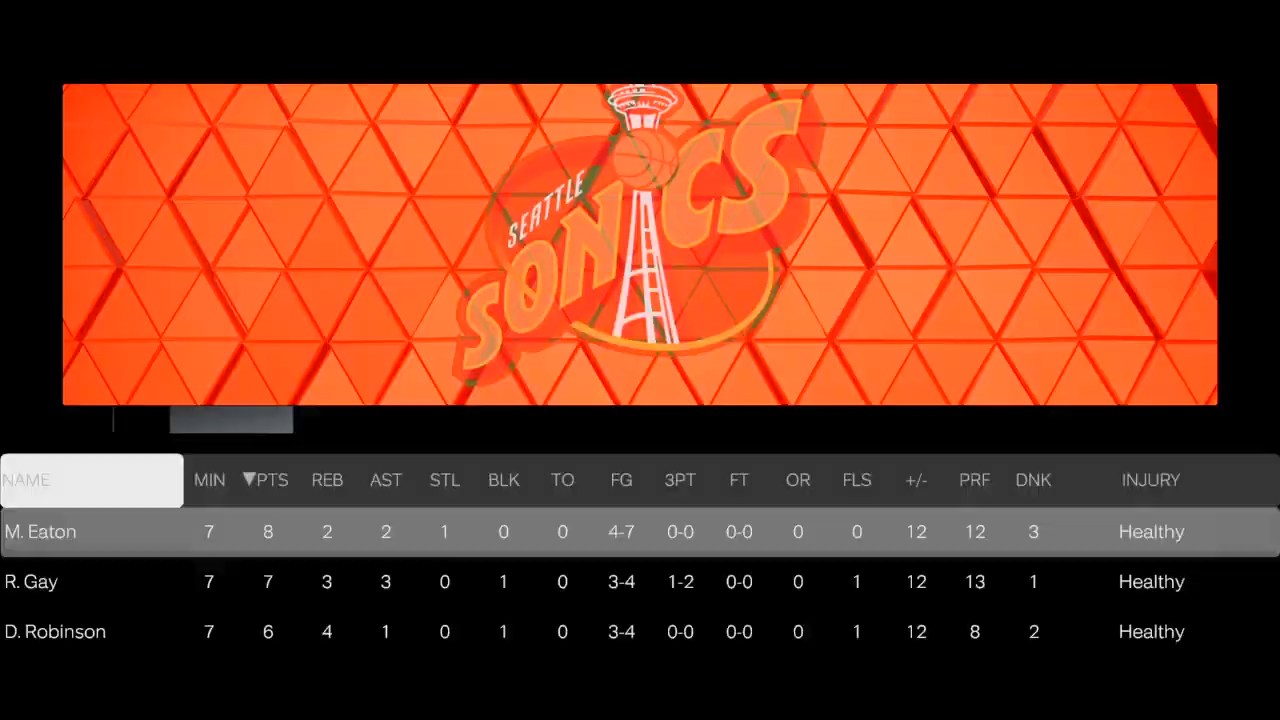 SEATTLE
SONICS
NAME MIN ▼PTS REB AST STL BLK TO FG 3PT FT OR FLS +/- PRF DNK INJURY
M. Eaton 7 8 2 2 1 0 0 4-7 0-0 0-0 0 0 12 12 3 Healthy
R. Gay 7 7 3 3 0 1 0 3-4 1-2 0-0 0 1 12 13 1 Healthy
D. Robinson 7 6 4 1 0 1 0 3-4 0-0 0-0 0 1 12 8 2 Healthy